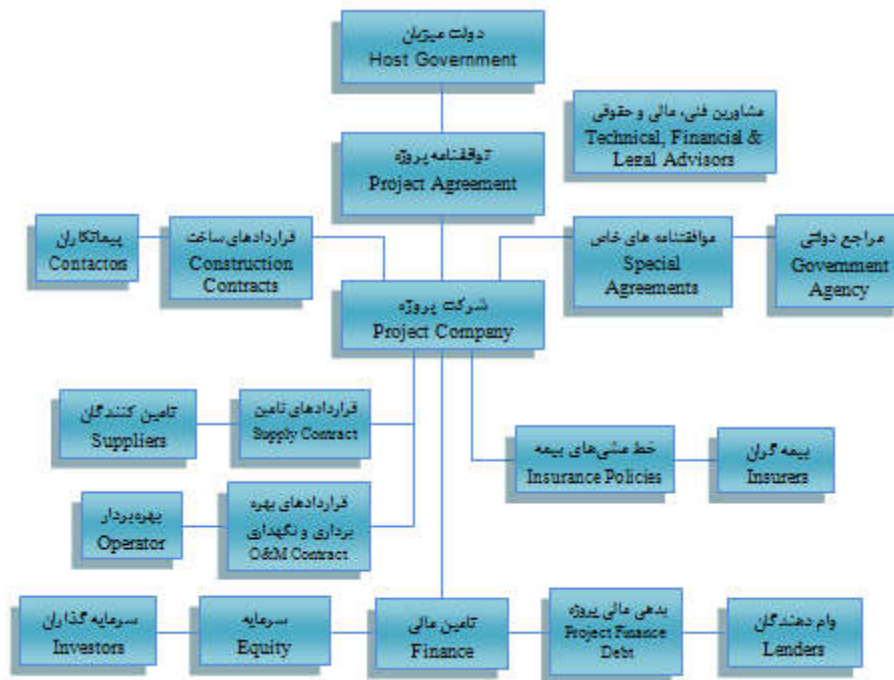 دولت میزبان
Host Government
مشاورین فنی، مالی و حقوقی
Technical, Financial &
Legal Advisors
توافقنامه پروژه
Project Agreement
پیمانکاران
Contactors
قراردادهای ساخت
Construction
Contracts
موافقتنامه های خاص
Special
Agreements
مراجع دولتی
Government
Agency
شرکت پروژه
Project Company
تامین کنندگان
Suppliers
قراردادهای تامین
Supply Contract
خط مشی‌های بیمه
Insurance Policies
بیمه گران
Insurers
بهره‌بردار
Operator
قراردادهای بهره
برداری و نگهداری
O&M Contract
سرمایه گذاران
Investors
سرمایه
Equity
تامین مالی
Finance
بدهی مالی پروژه
Project Finance
Debt
وام دهندگان
Lenders